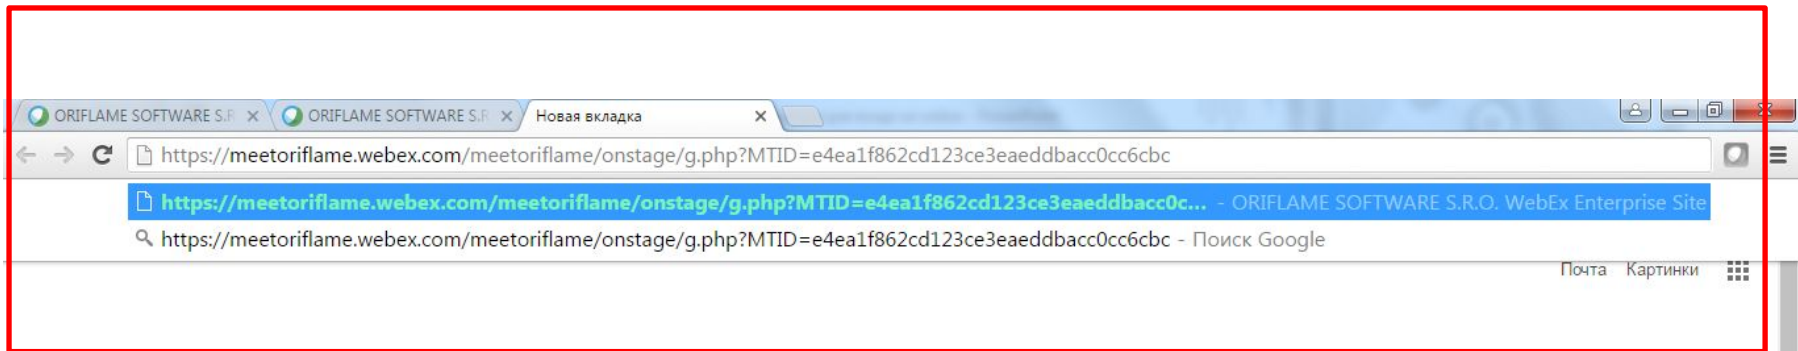 ORIFLAME SOFTWARE S.R ORIFLAME SOFTWARE S.R Новая вкладка
https://meetoriflame.webex.com/meetoriflame/onstage/g.php?MTID=e4ea1f862cd123ce3eaeddbacc0cc6cbc
https://meetoriflame.webex.com/meetoriflame/onstage/g.php?MTID=e4ea1f862cd123ce3eaeddbacc0c... - ORIFLAME SOFTWARE S.R.O. WebEx Enterprise Site
https://meetoriflame.webex.com/meetoriflame/onstage/g.php?MTID=e4ea1f862cd123ce3eaeddbacc0cc6cbc - Поиск Google
Почта Картинки